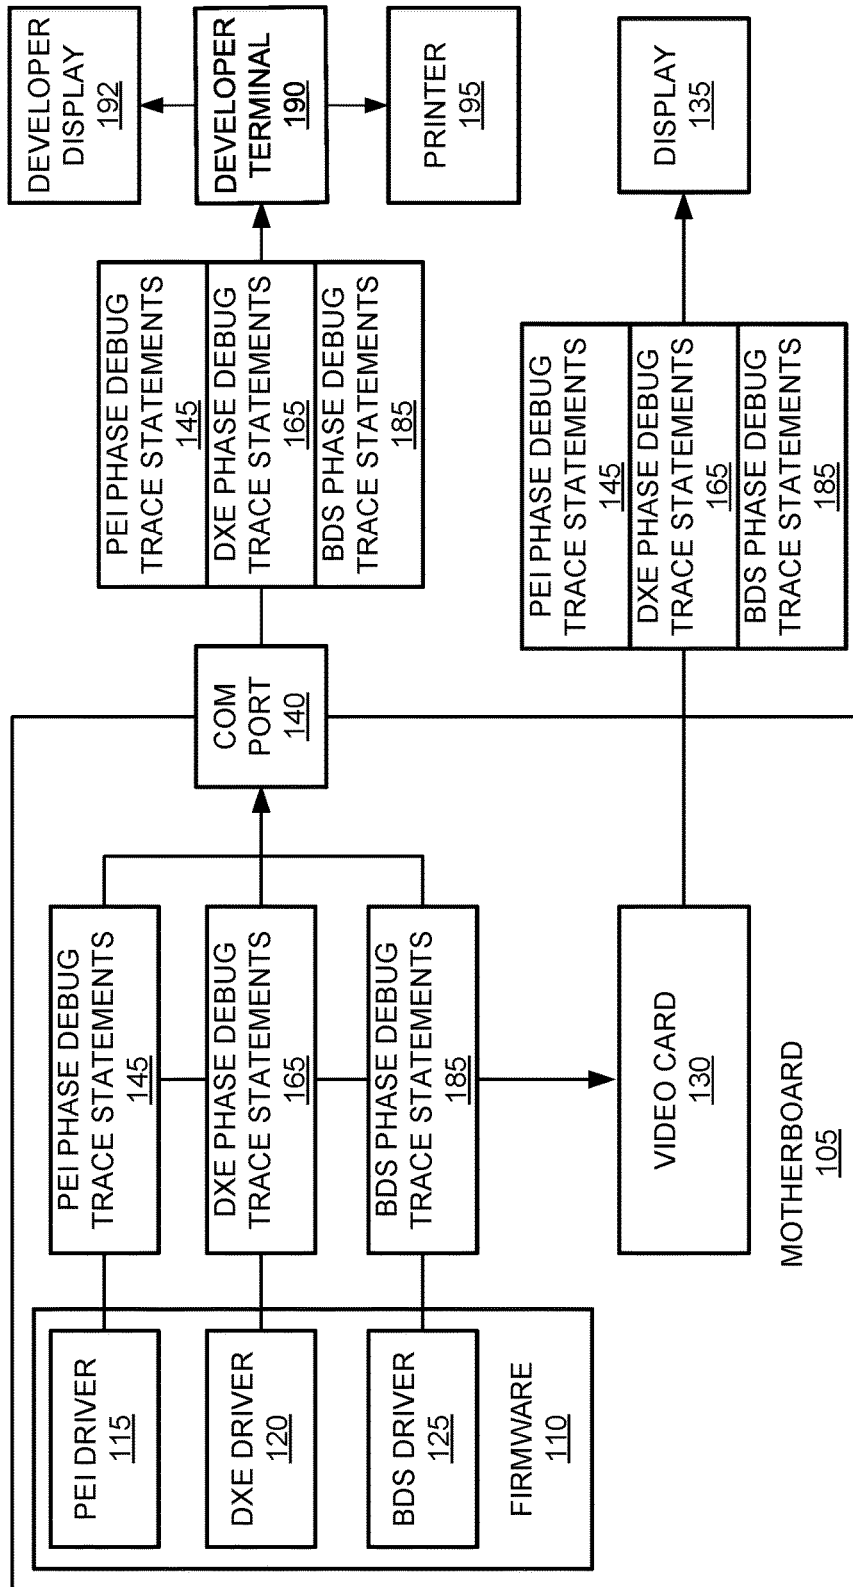 PEI DRIVER
115
DXE DRIVER
120
BDS DRIVER
125
FIRMWARE
110
PEI PHASE DEBUG
TRACE STATEMENTS
145
DXE PHASE DEBUG
TRACE STATEMENTS
165
BDS PHASE DEBUG
TRACE STATEMENTS
185
VIDEO CARD
130
MOTHERBOARD
105
COM
PORT
140
PEI PHASE DEBUG
TRACE STATEMENTS
145
DXE PHASE DEBUG
TRACE STATEMENTS
165
BDS PHASE DEBUG
TRACE STATEMENTS
185
PEI PHASE DEBUG
TRACE STATEMENTS
145
DXE PHASE DEBUG
TRACE STATEMENTS
165
BDS PHASE DEBUG
TRACE STATEMENTS
185
DEVELOPER
DISPLAY
192
DEVELOPER
TERMINAL
190
PRINTER
195
DISPLAY
135